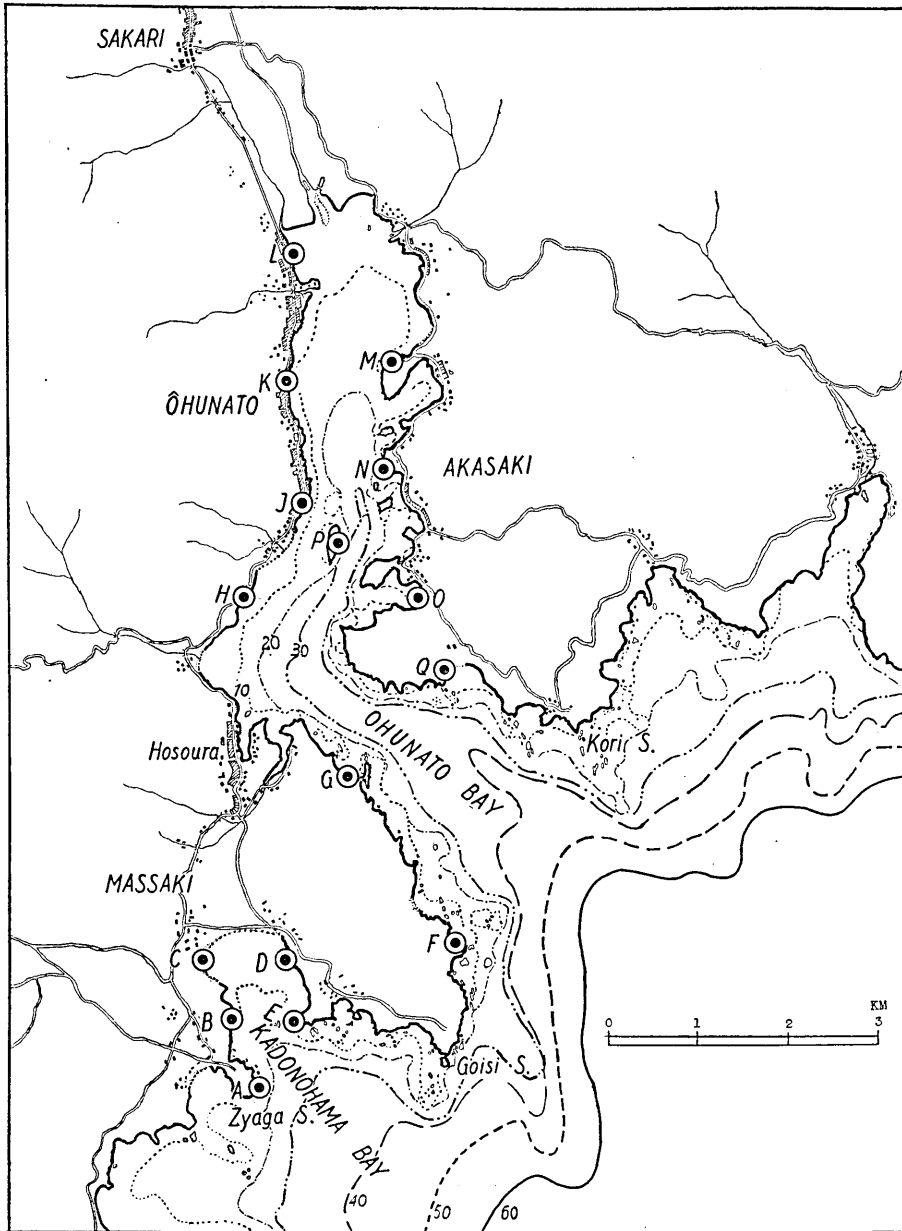 SAKARI
L
M
K
ÔHUNATO
N
AKASAKI
J
P
H
O
20
30
Q
10
OHUNATO BAY
Hosoura
G
Kori S.
MASSAKI
F
C
D
B
E
KM
0 1 2 3
KADONOHAMA BAY
Goisi S.
A
Zyaga S.
40
50
60